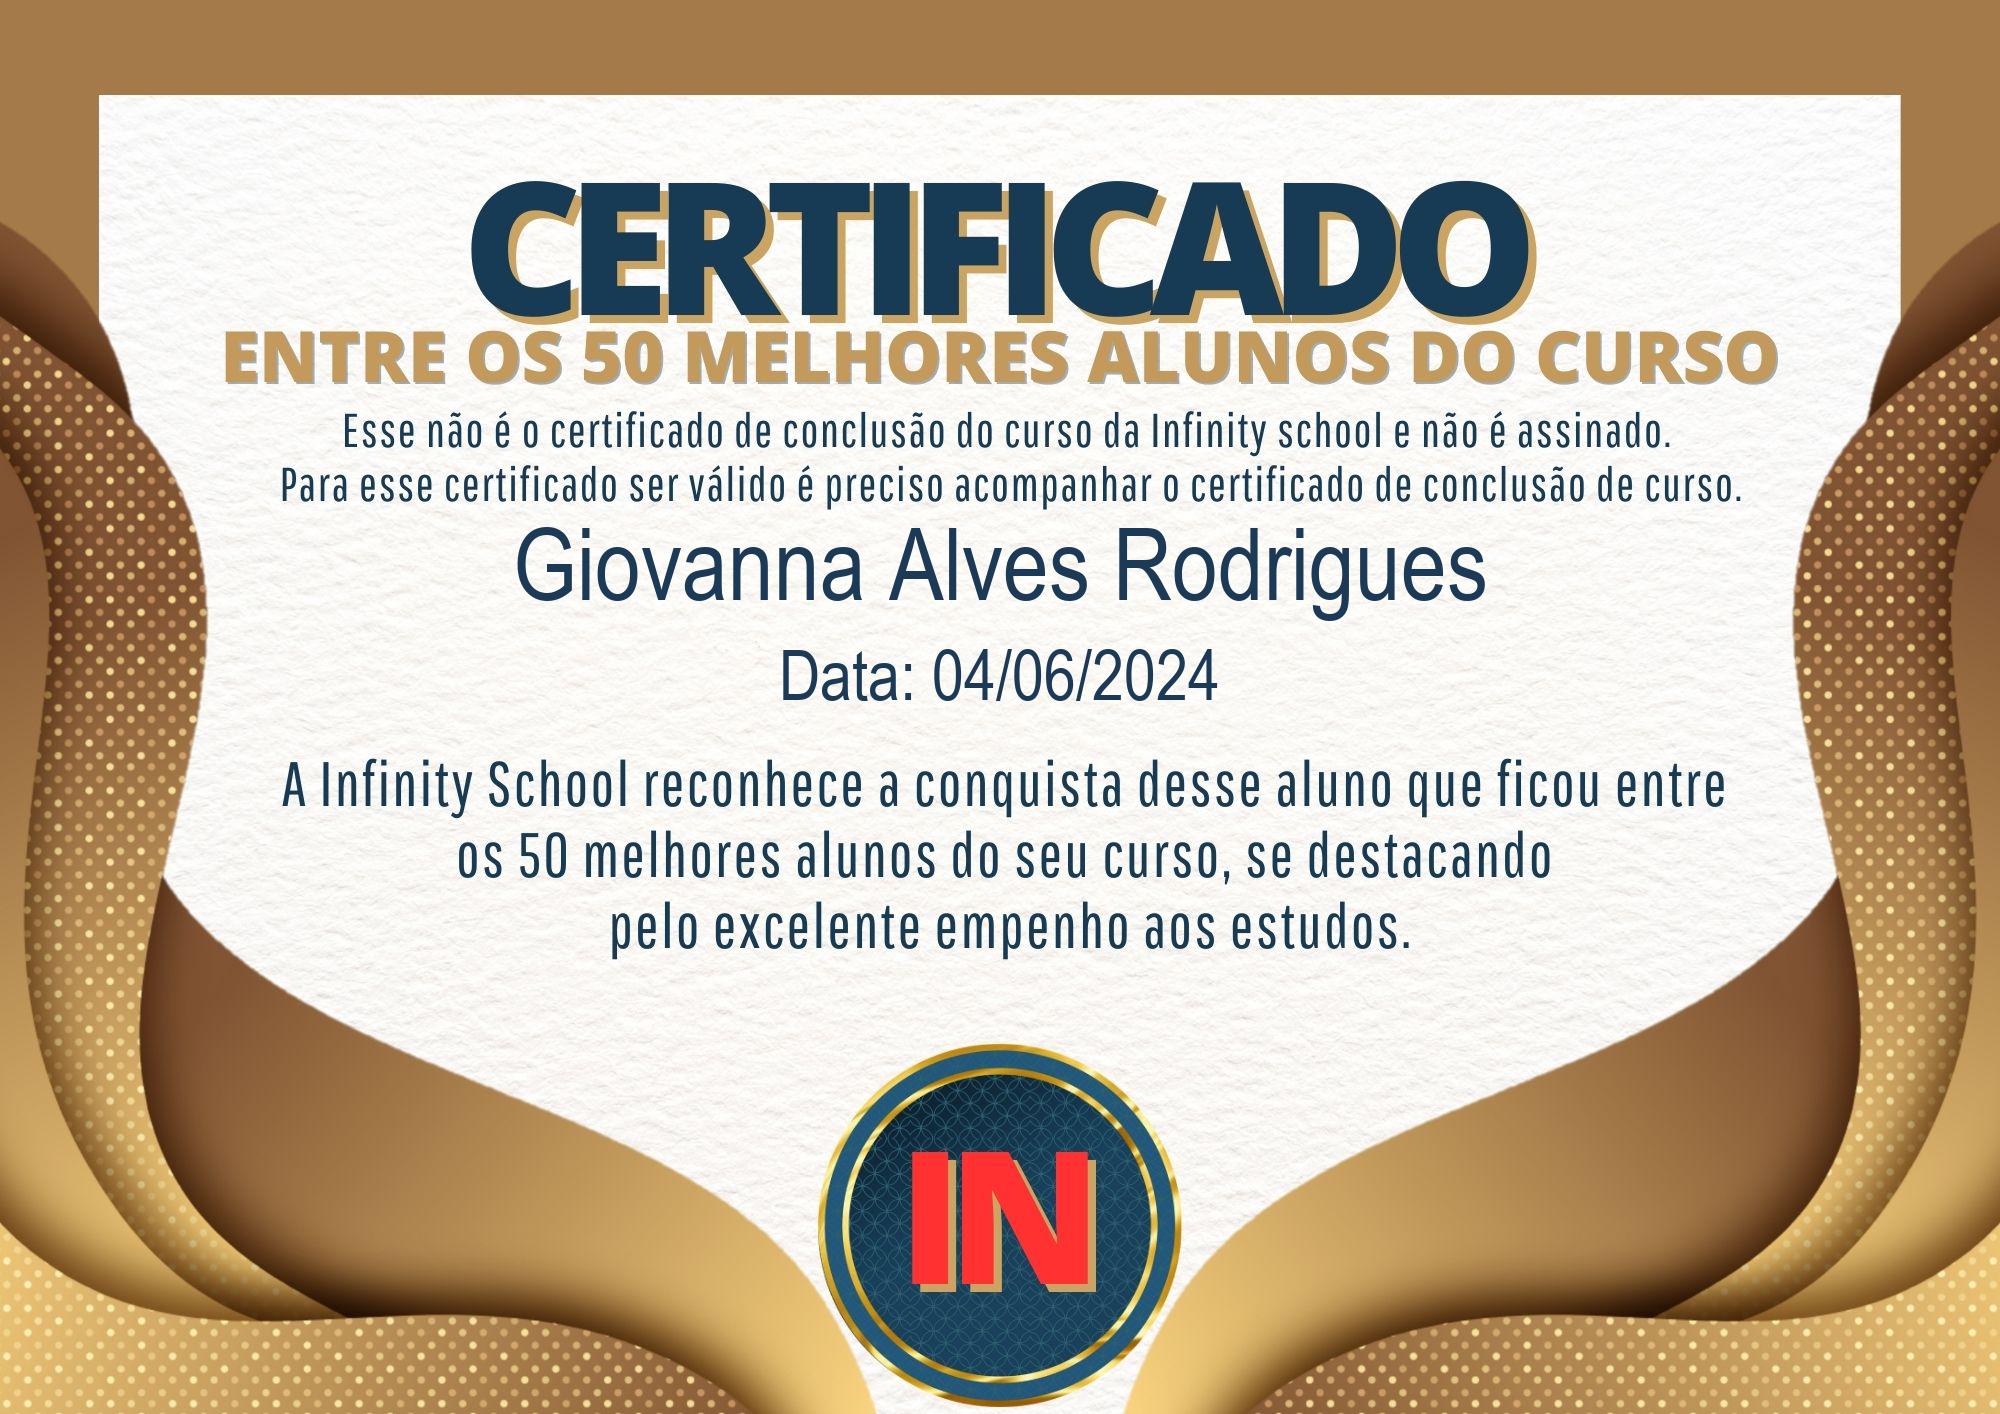 CERTIFICADO
ENTRE OS 50 MELHORES ALUNOS DO CURSO
Esse não é o certificado de conclusão do curso da Infinity school e não é assinado.
Para esse certificado ser válido é preciso acompanhar o certificado de conclusão de curso.
Giovanna Alves Rodrigues
Data: 04/06/2024
A Infinity School reconhece a conquista desse aluno que ficou entre
os 50 melhores alunos do seu curso, se destacando
pelo excelente empenho aos estudos.
IN